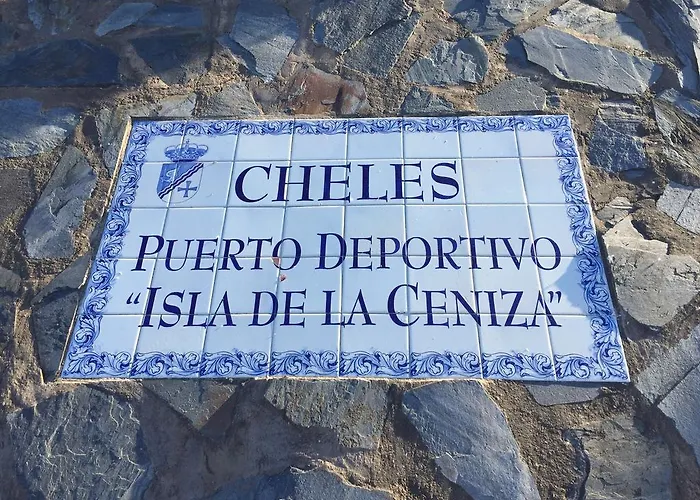 CHELES
PUERTO DEPORTIVO
“ISLA DE LA CENIZA”